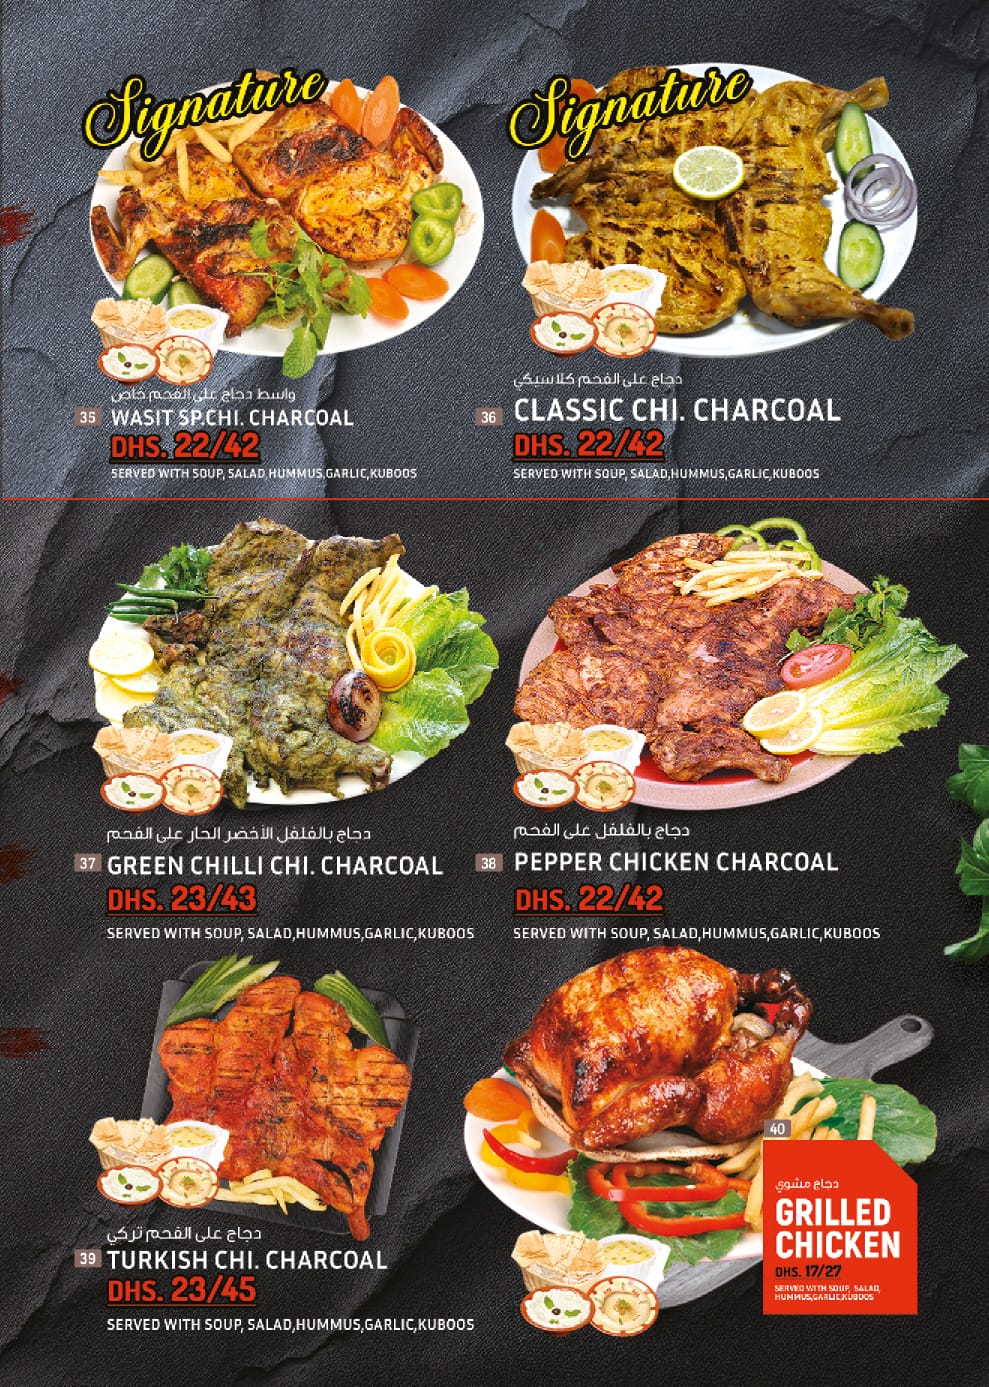 Signature
واسط دجاج على الفحم خاص
35 WASIT SP.CHI. CHARCOAL
DHS. 22/42
SERVED WITH SOUP, SALAD,HUMMUS,GARLIC,KUBOOS
Signature
دجاج على الفحم كلاسيكي
36 CLASSIC CHI. CHARCOAL
DHS. 22/42
SERVED WITH SOUP, SALAD,HUMMUS,GARLIC,KUBOOS
دجاج بالفلفل الأخضر الحار على الفحم
37 GREEN CHILLI CHI. CHARCOAL
DHS. 23/43
SERVED WITH SOUP, SALAD,HUMMUS,GARLIC,KUBOOS
دجاج بالفلفل على الفحم
38 PEPPER CHICKEN CHARCOAL
DHS. 22/42
SERVED WITH SOUP, SALAD,HUMMUS,GARLIC,KUBOOS
دجاج على الفحم تركي
39 TURKISH CHI. CHARCOAL
DHS. 23/45
SERVED WITH SOUP, SALAD,HUMMUS,GARLIC,KUBOOS
40
دجاج مشوي
GRILLED
CHICKEN
DHS. 17/27
SERVED WITH SOUP, SALAD,
HUMMUS,GARLIC,KUBOOS